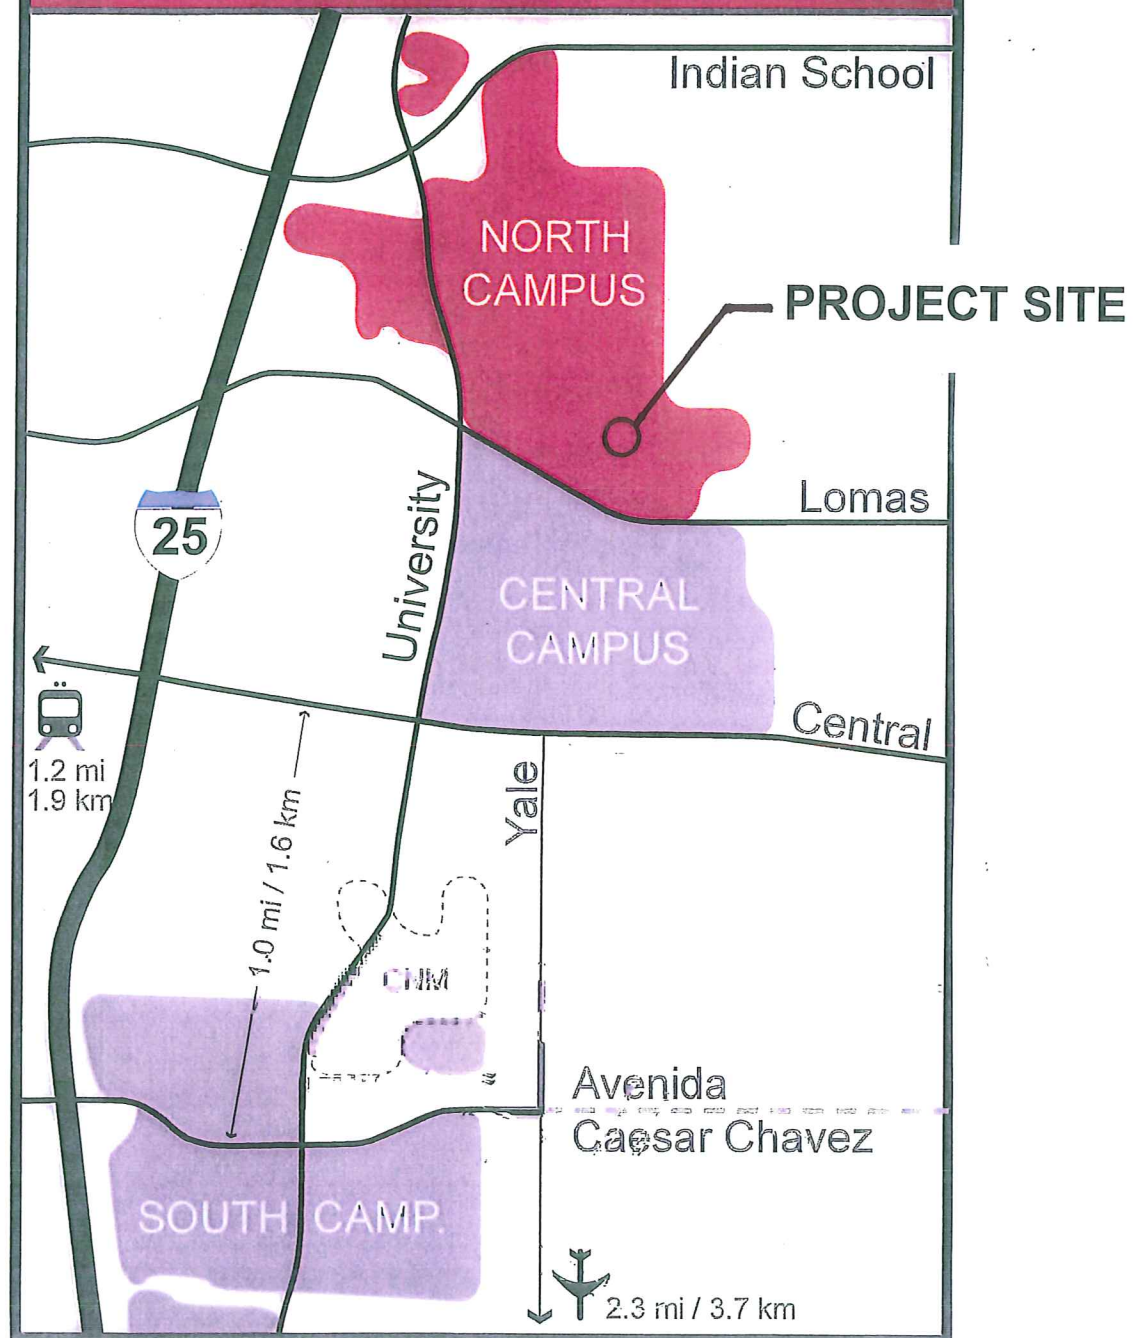 Indian School
NORTH
CAMPUS
PROJECT SITE
Lomas
25
University
CENTRAL
CAMPUS
Central
1.2 mi
1.9 km
Yale
1.0 mi / 1.6 km
CNM
Avenida
Caesar Chavez
SOUTH CAMP.
2.3 mi / 3.7 km